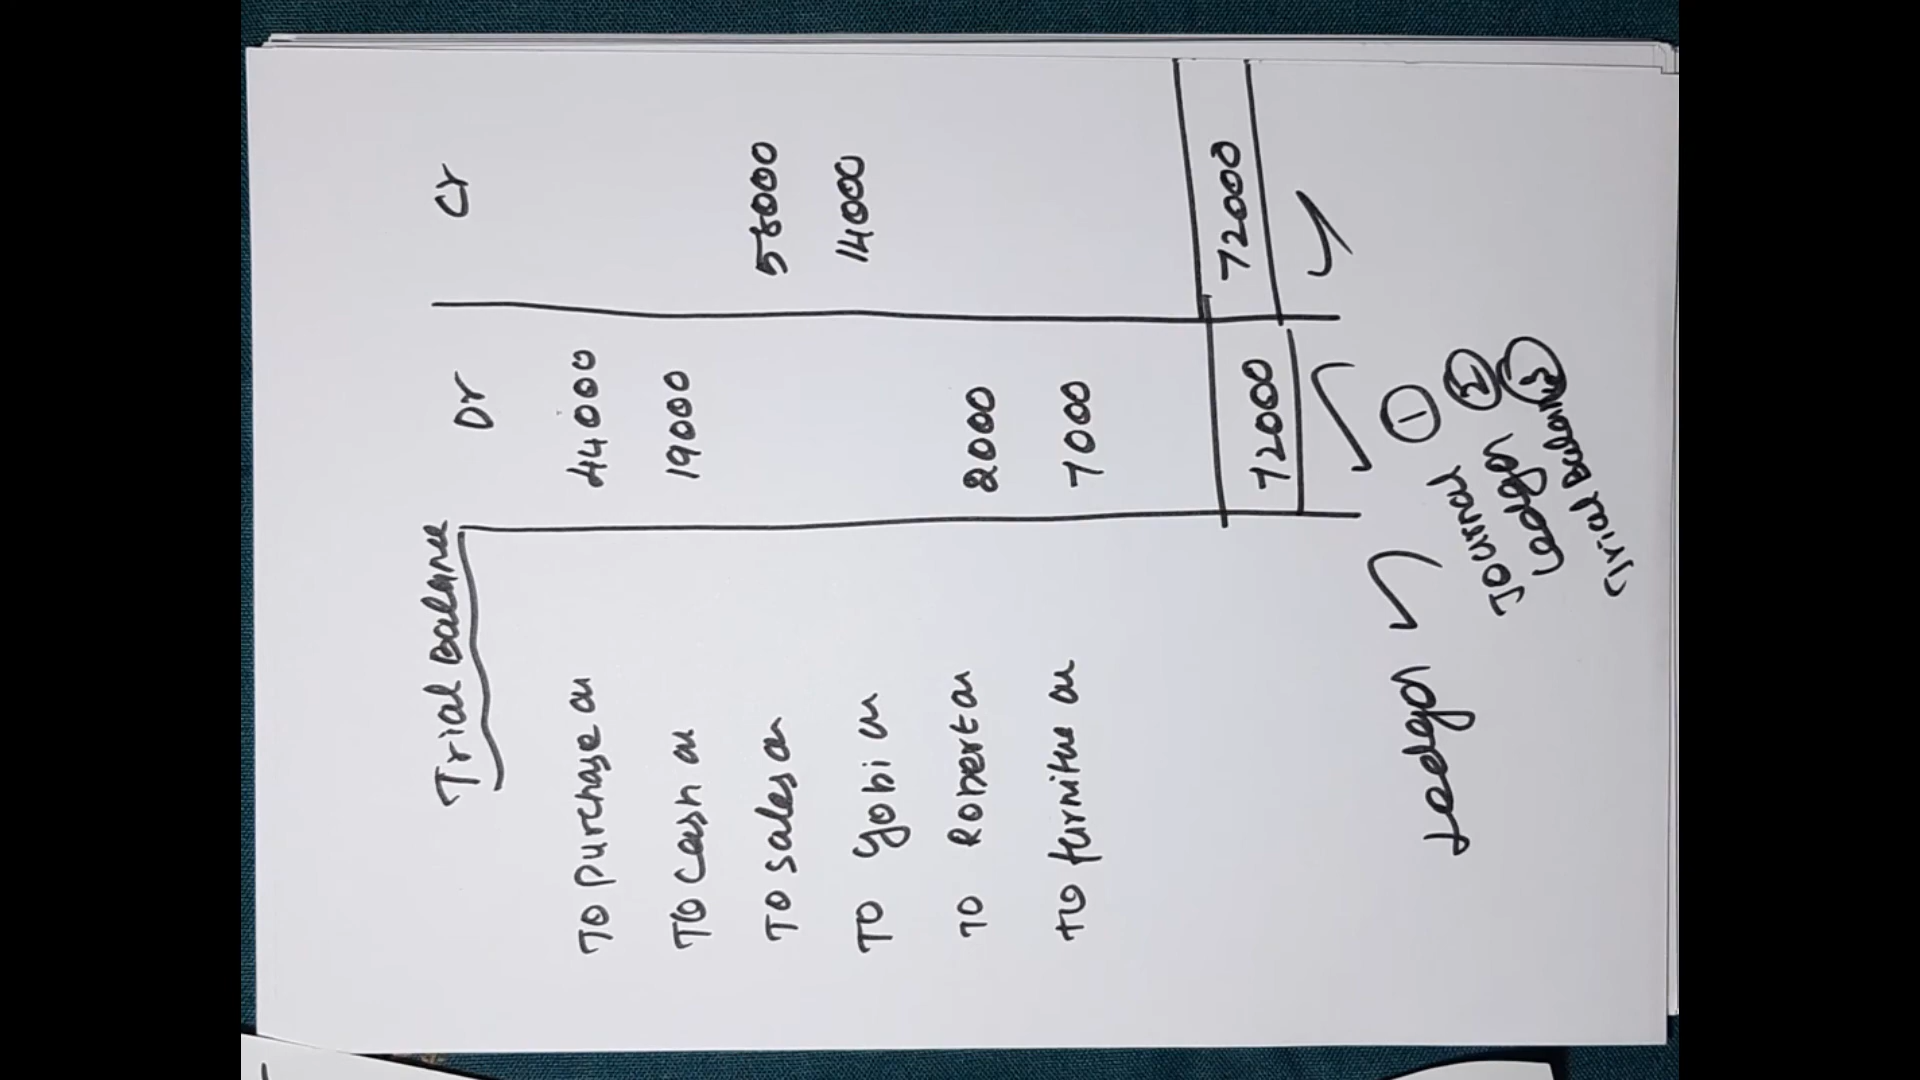 Trial Balance Dr Cr
To purchase a/c 44000
To Cash a/c 19000
To sales a/c 58000
To Gobi a/c 14000
To Robert a/c 2000
to furniture a/c 7000
72000 72000
Ledger
Journal 1
Ledger 2
Trial Balance 3